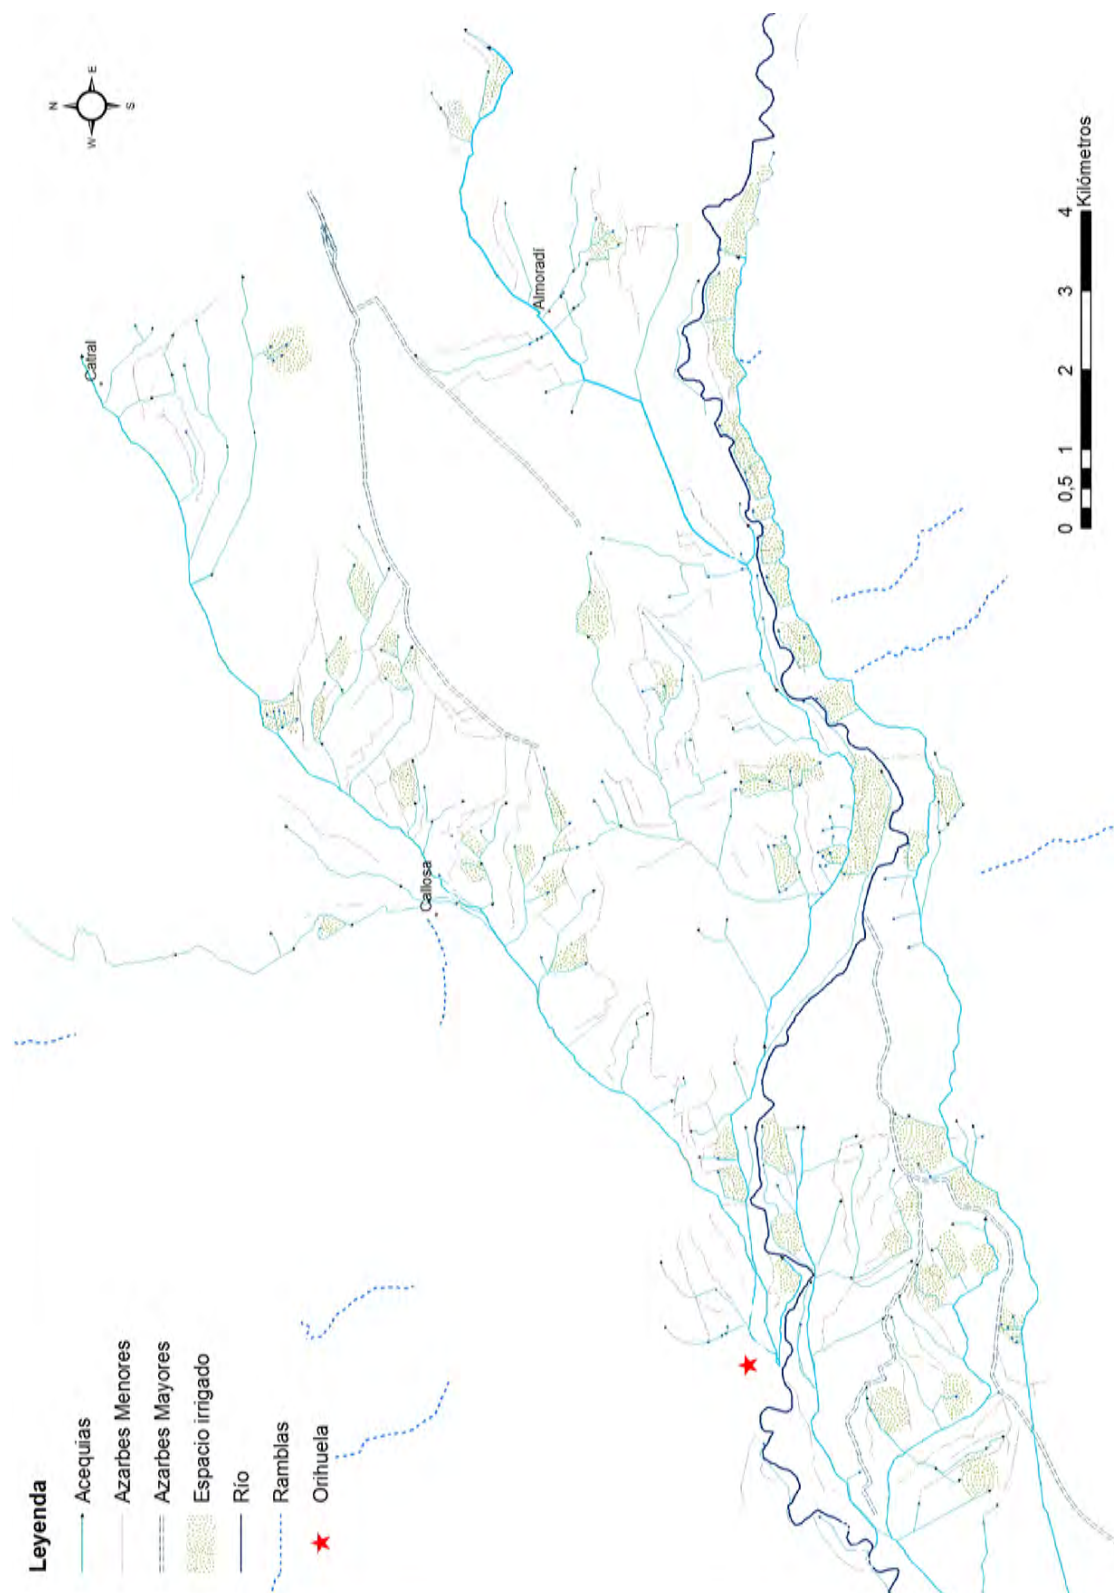 Leyenda
Acequias
Azarbes Menores
Azarbes Mayores
Espacio irrigado
Río
Ramblas
Orihuela
Callosa
Catral
Almoradí
N
W
E
S
0 0,5 1 2 3 4
Kilómetros